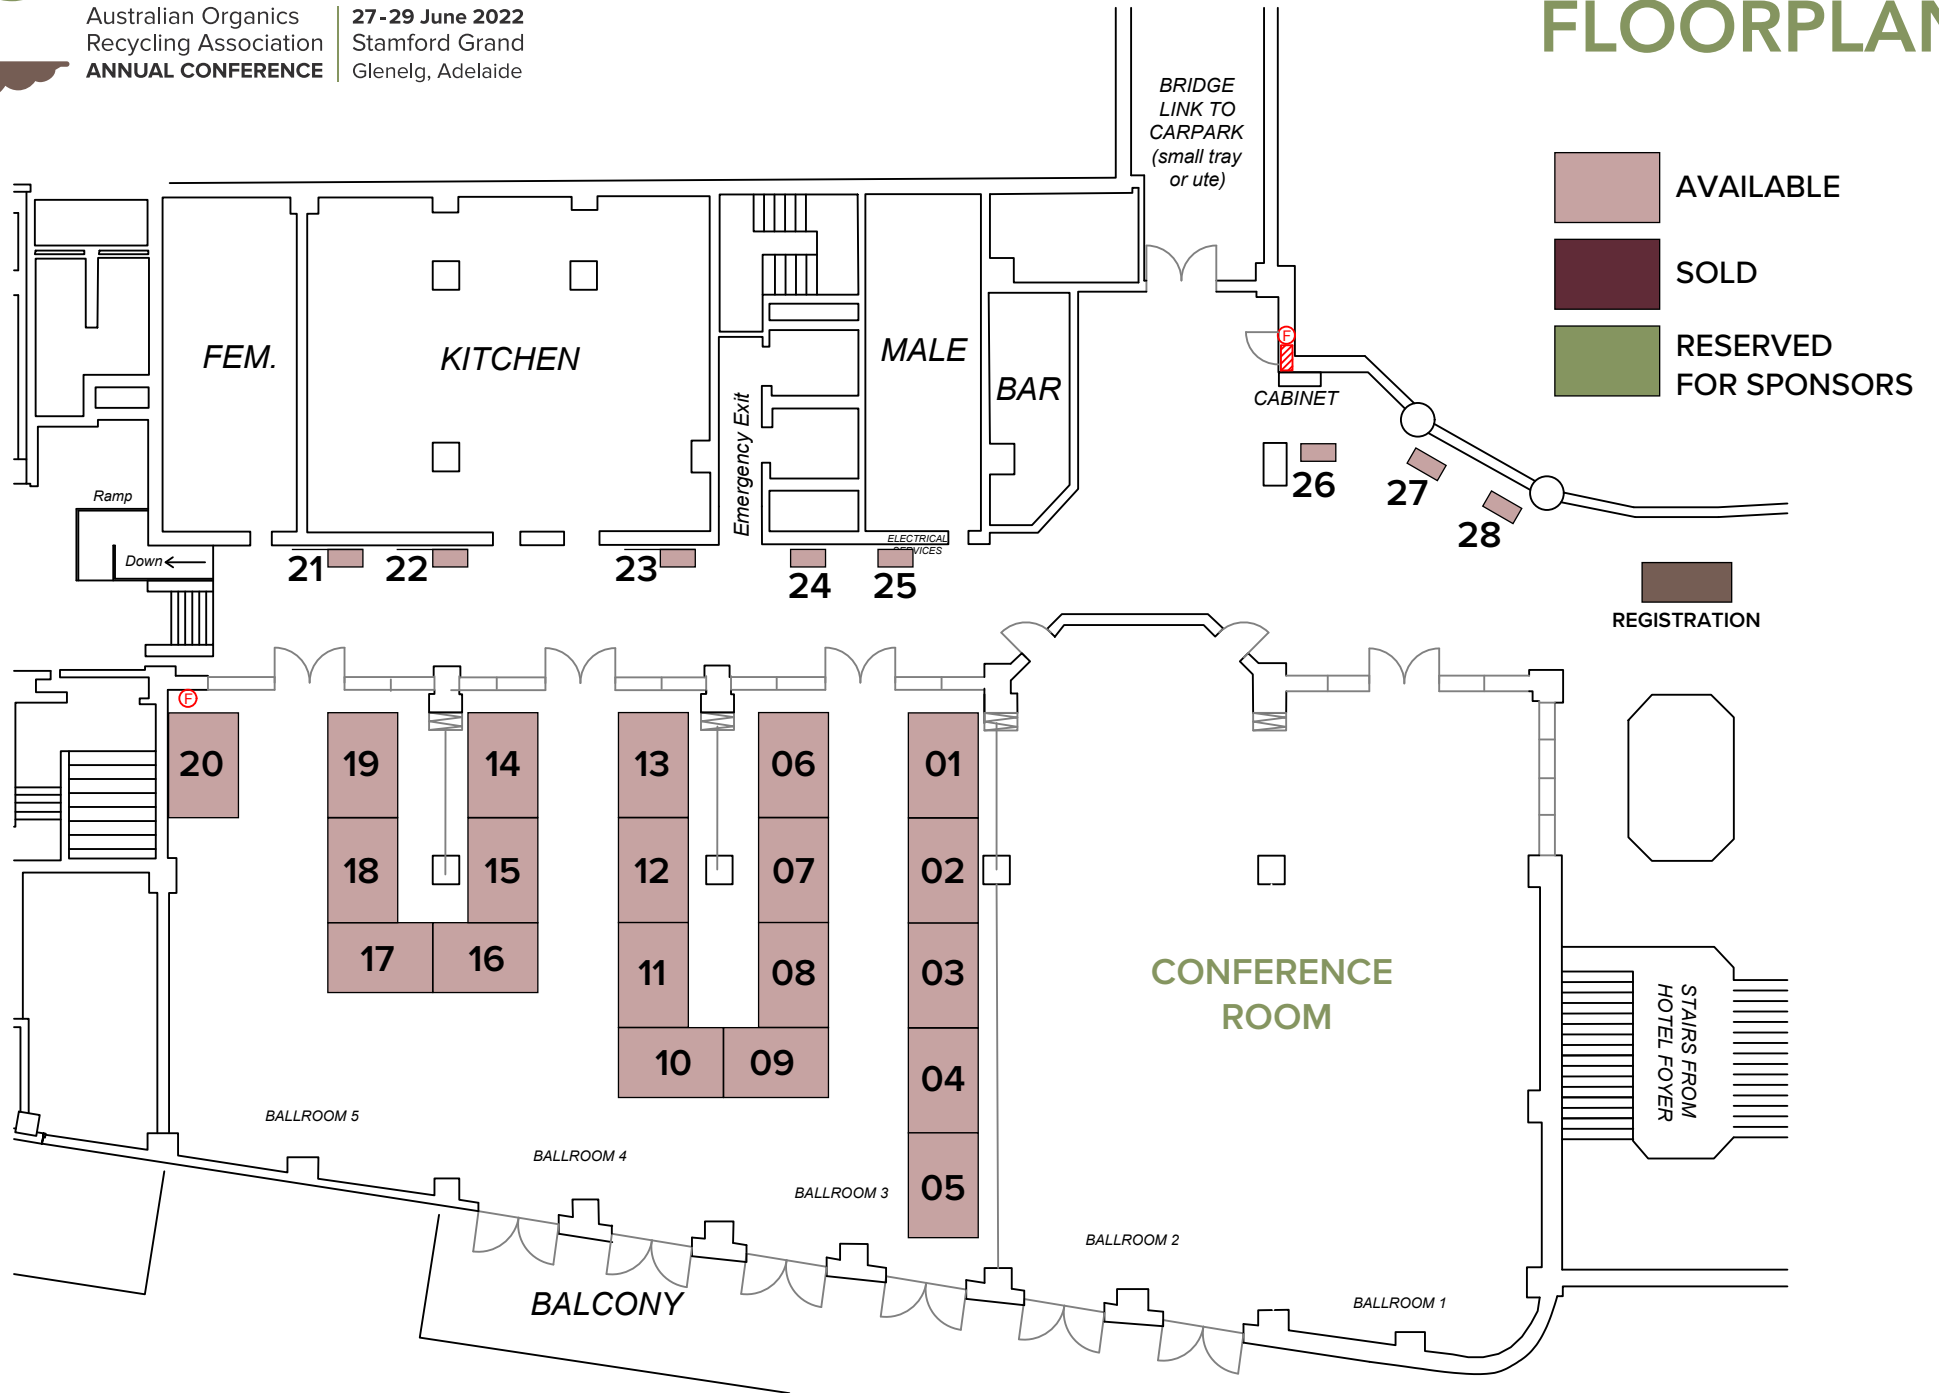 Australian Organics
Recycling Association
ANNUAL CONFERENCE
27-29 June 2022
Stamford Grand
Glenelg, Adelaide
FLOORPLAN
BRIDGE
LINK TO
CARPARK
(small tray
or ute)
AVAILABLE
SOLD
RESERVED
FOR SPONSORS
FEM.
KITCHEN
MALE
BAR
Emergency Exit
F
CABINET
26
27
28
Ramp
Down
ELECTRICAL
SERVICES
21
22
23
24
25
REGISTRATION
F
20
19
14
13
06
01
18
15
12
07
02
17
16
11
08
03
10
09
04
05
CONFERENCE
ROOM
STAIRS FROM
HOTEL FOYER
BALLROOM 5
BALLROOM 4
BALLROOM 3
BALLROOM 2
BALLROOM 1
BALCONY